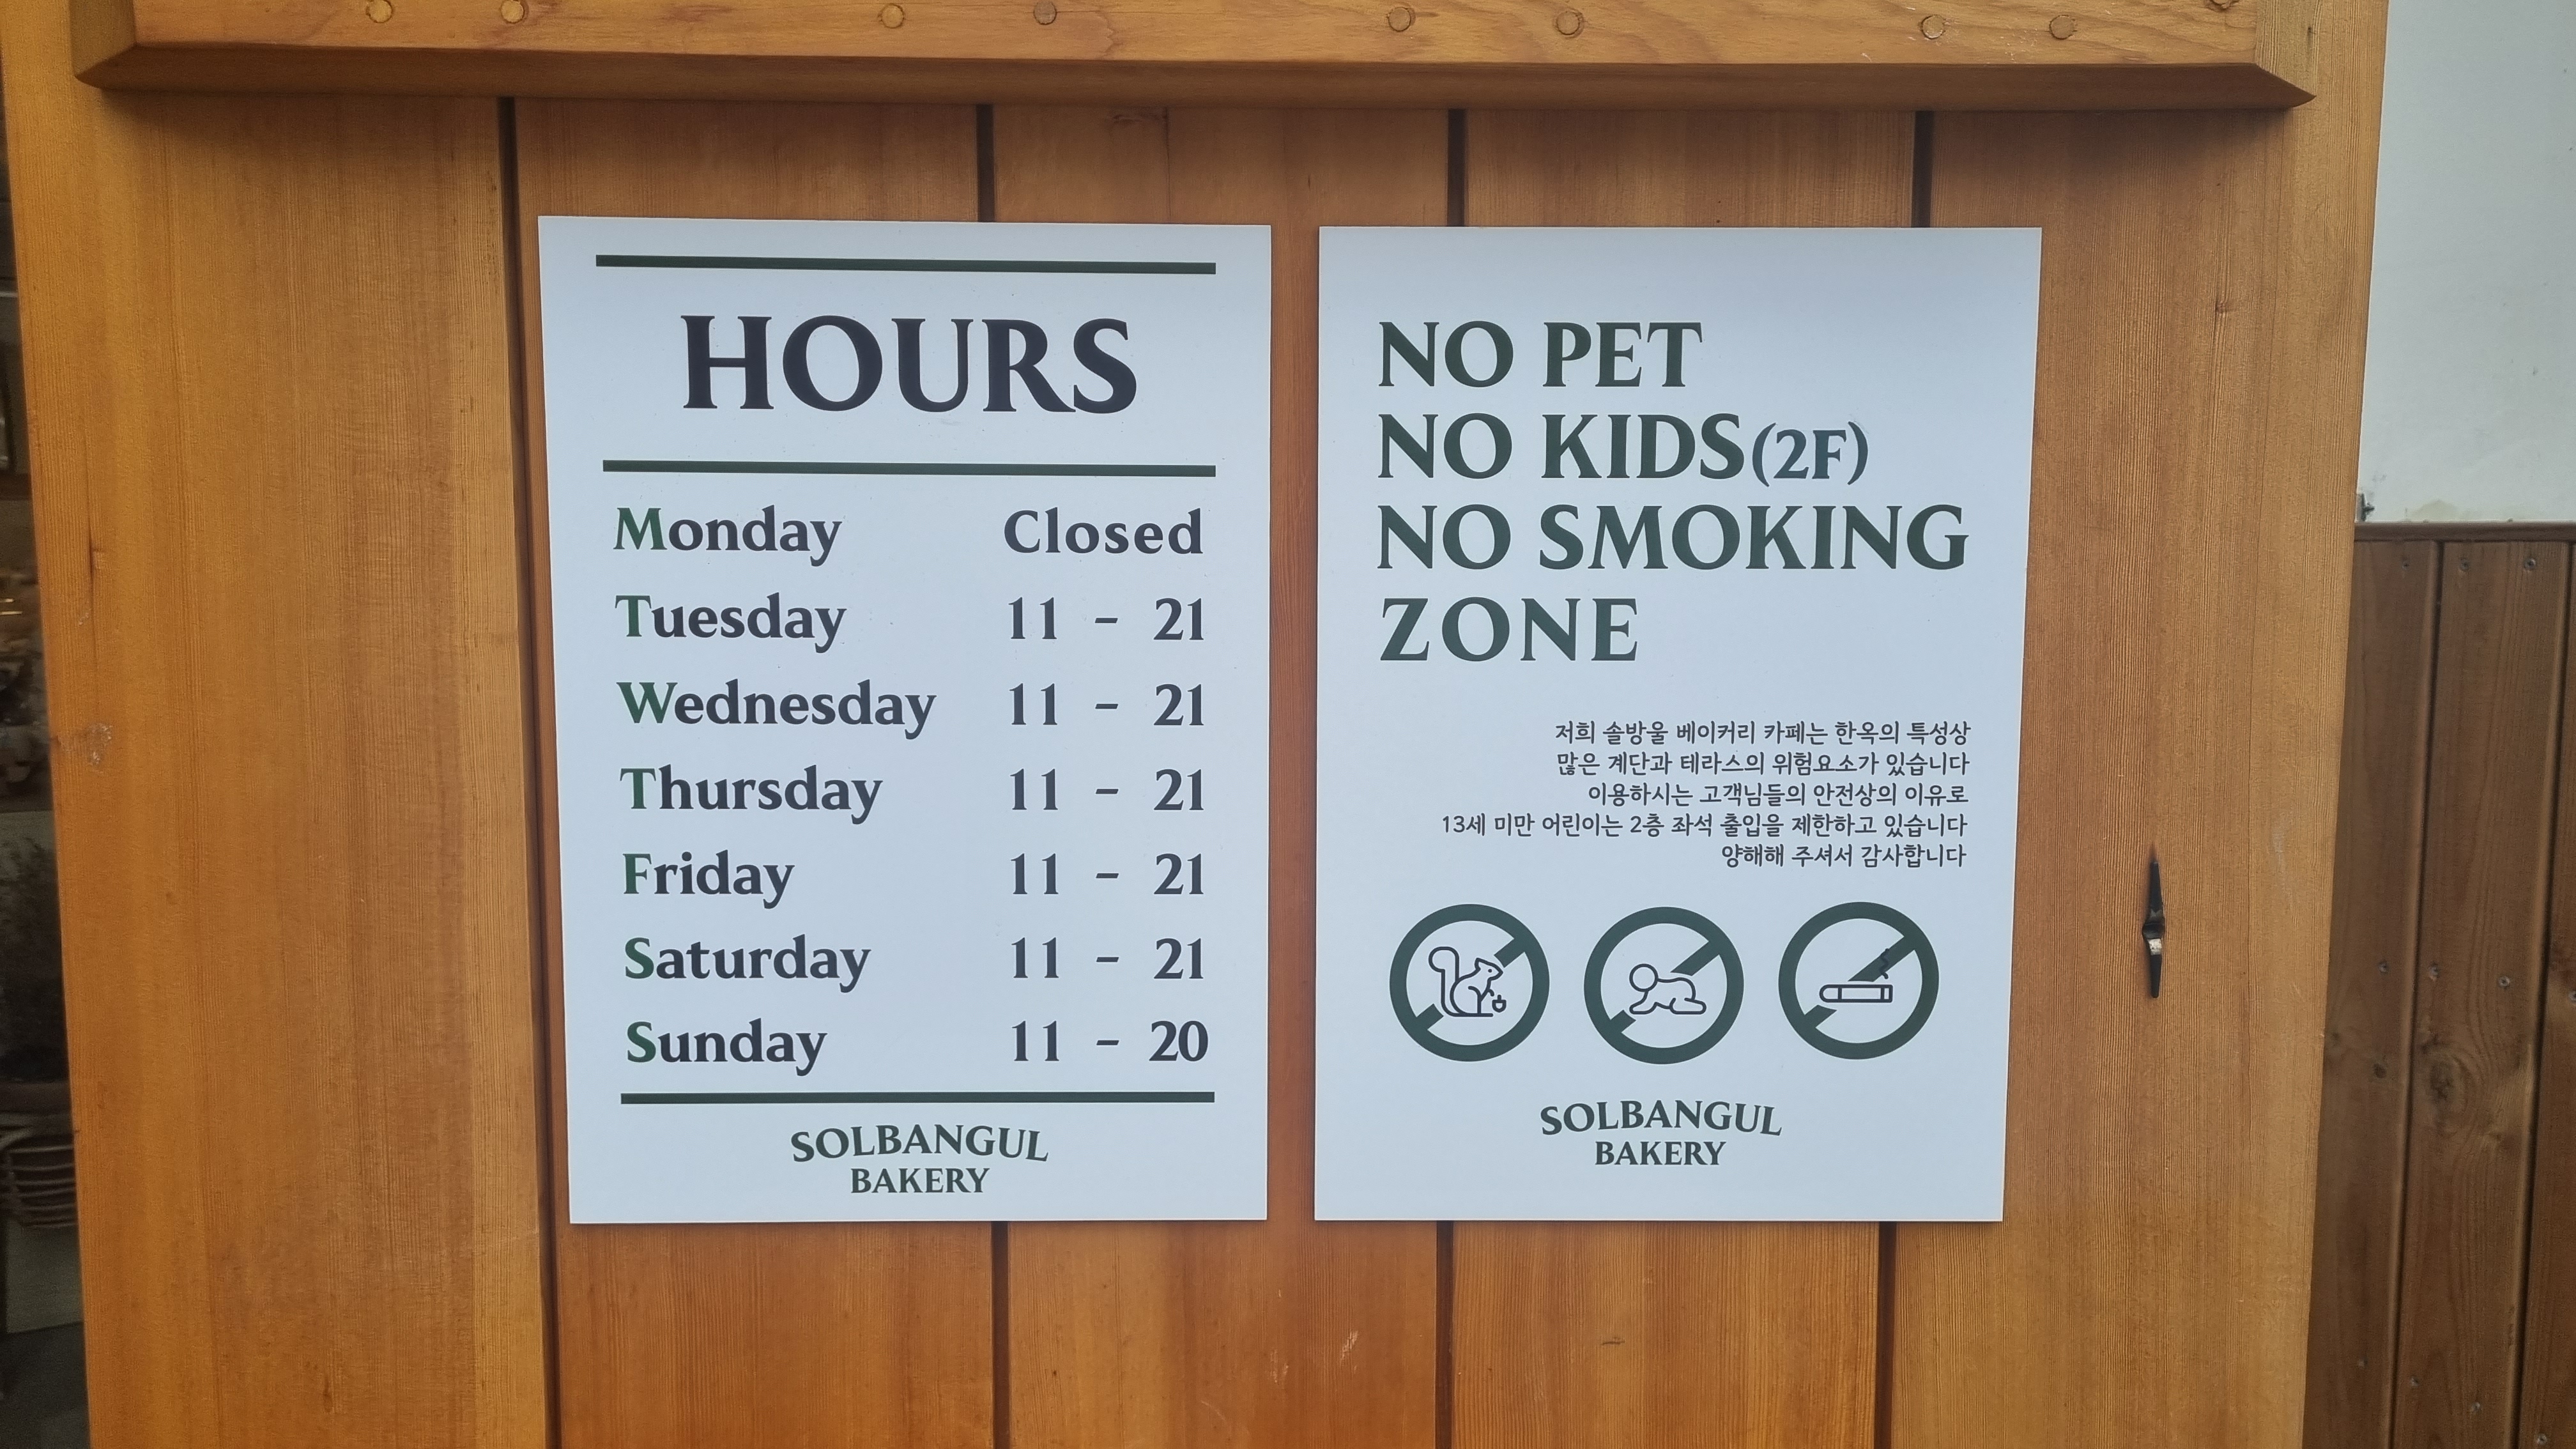 HOURS
Monday Closed
Tuesday 11 - 21
Wednesday 11 - 21
Thursday 11 - 21
Friday 11 - 21
Saturday 11 - 21
Sunday 11 - 20
SOLBANGUL
BAKERY
NO PET
NO KIDS(2F)
NO SMOKING
ZONE
저희 솔방울 베이커리 카페는 한옥의 특성상
많은 계단과 테라스의 위험요소가 있습니다
이용하시는 고객님들의 안전상의 이유로
13세 미만 어린이는 2층 좌석 출입을 제한하고 있습니다
양해해 주셔서 감사합니다
SOLBANGUL
BAKERY